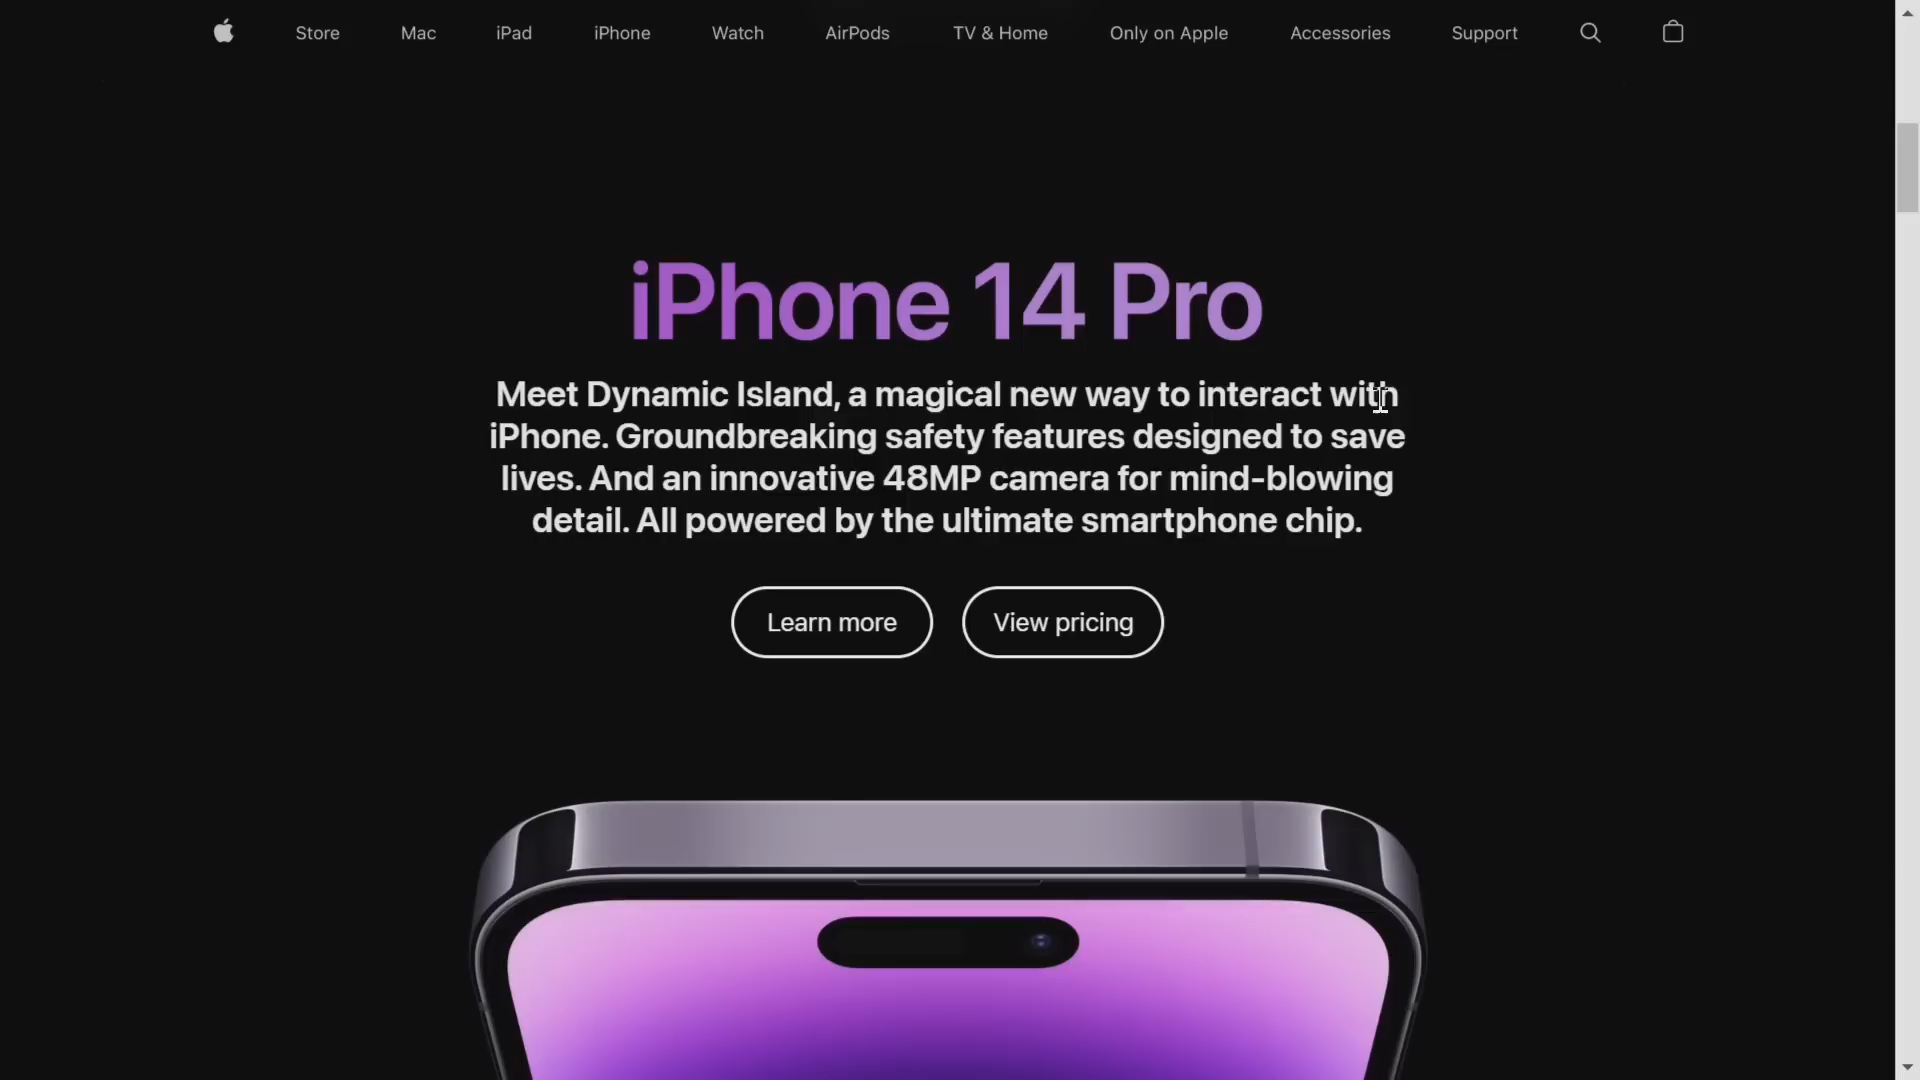 Store Mac iPad iPhone Watch AirPods TV & Home Only on Apple Accessories Support
iPhone 14 Pro
Meet Dynamic Island, a magical new way to interact with
iPhone. Groundbreaking safety features designed to save
lives. And an innovative 48MP camera for mind-blowing
detail. All powered by the ultimate smartphone chip.
Learn more View pricing